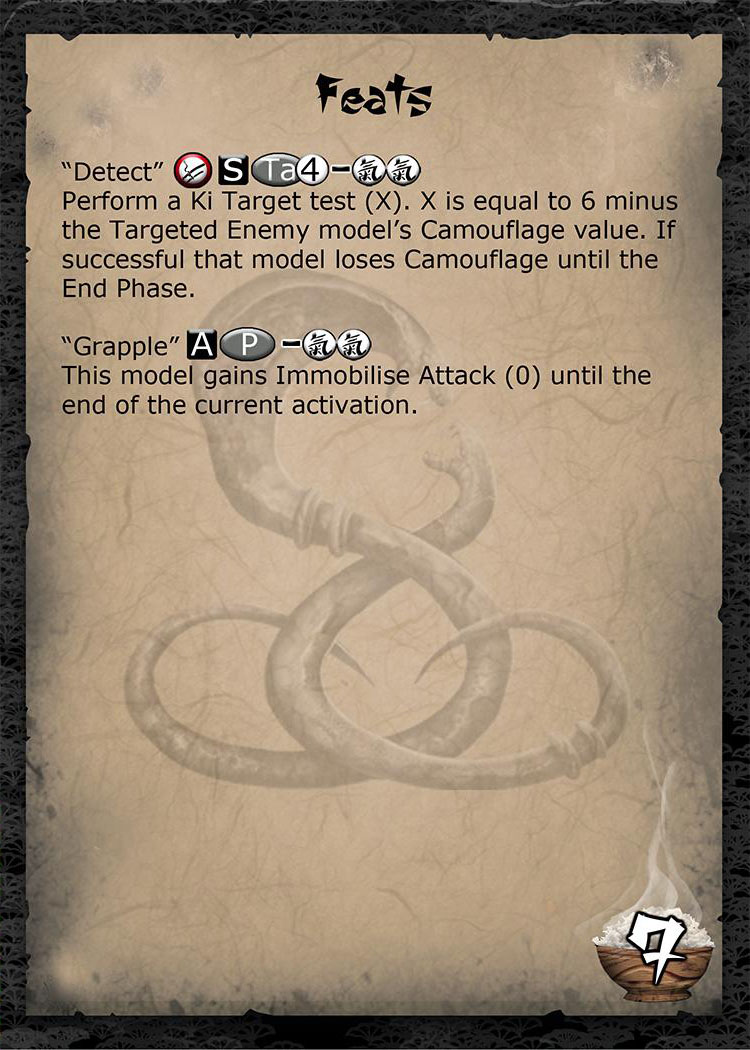 Feats
“Detect” S Ta 4 - 氣氣
Perform a Ki Target test (X). X is equal to 6 minus
the Targeted Enemy model’s Camouflage value. If
successful that model loses Camouflage until the
End Phase.
“Grapple” A P - 氣氣
This model gains Immobilise Attack (0) until the
end of the current activation.
7